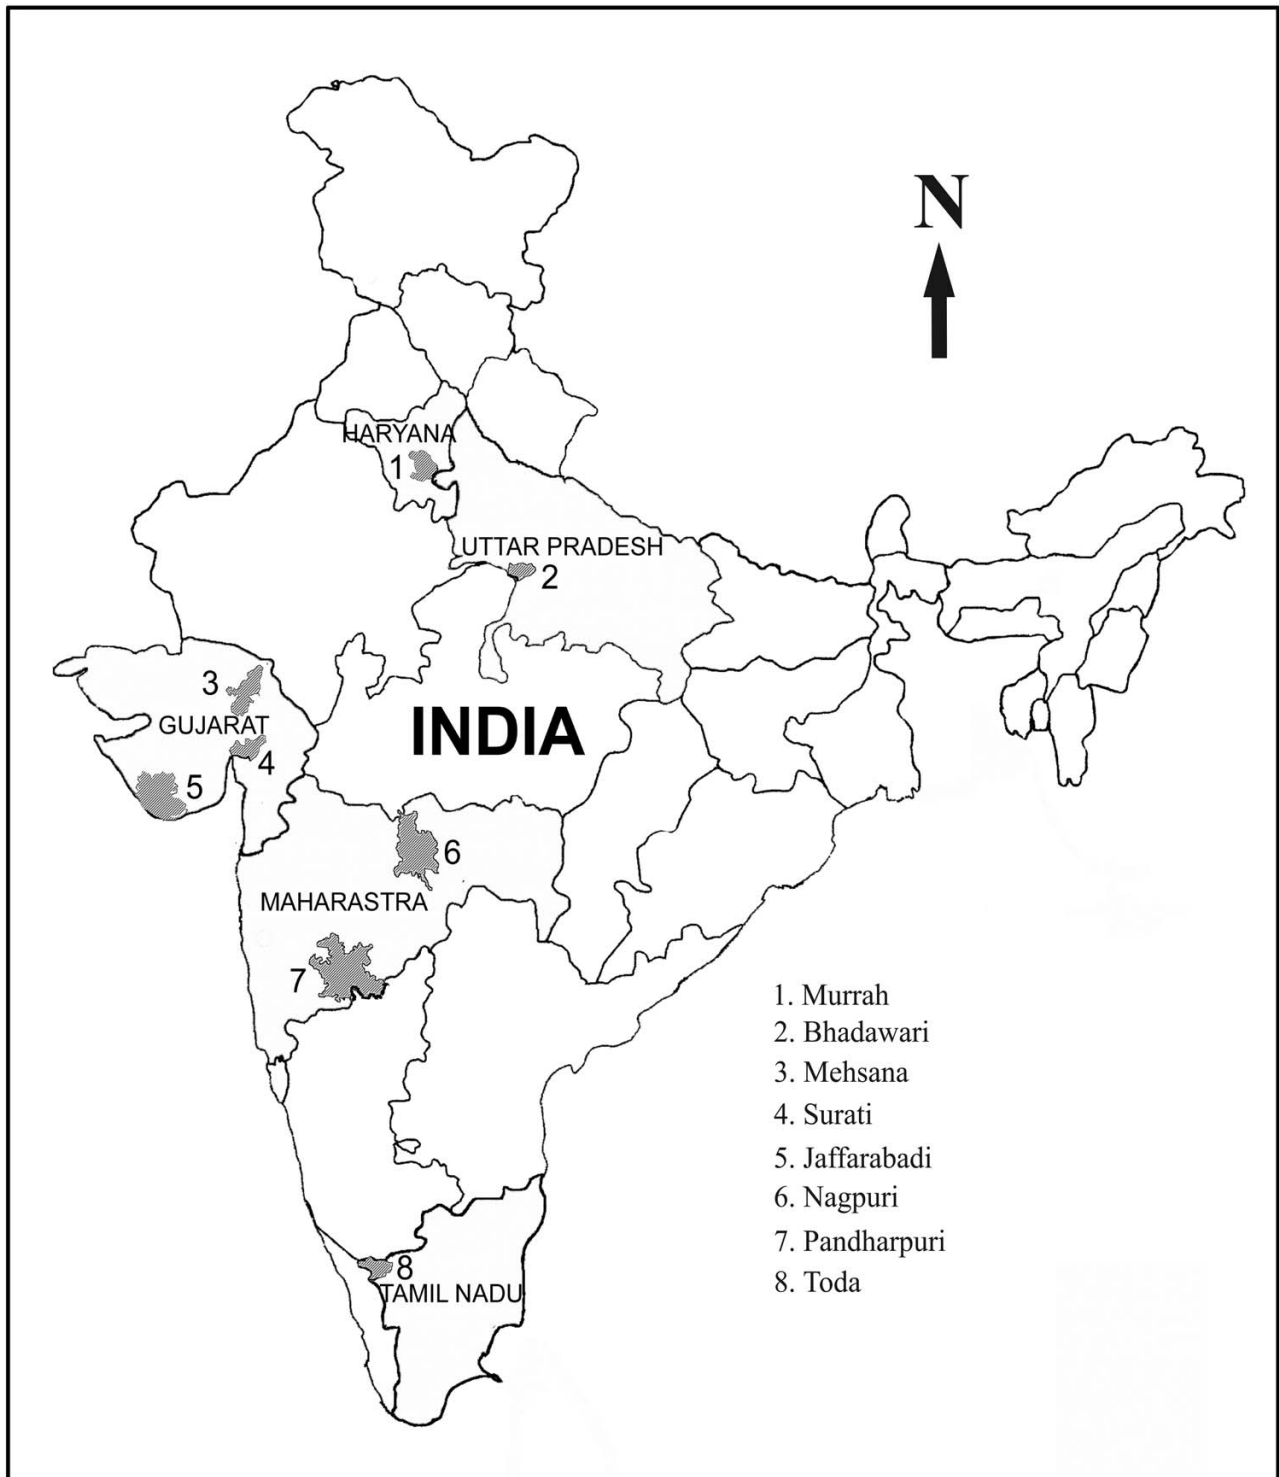 N
HARYANA
1
UTTAR PRADESH
2
3
GUJARAT
4
INDIA
5
6
MAHARASTRA
7
1. Murrah
2. Bhadawari
3. Mehsana
4. Surati
5. Jaffarabadi
6. Nagpuri
7. Pandharpuri
8. Toda
8
TAMIL NADU